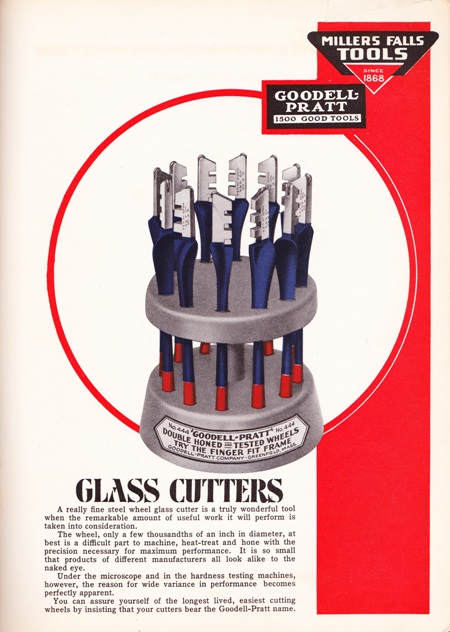 MILLERS FALLS
TOOLS
SINCE
1868
GOODELL-
PRATT
1500 GOOD TOOLS
No. 444 "GOODELL-PRATT" No. 444
DOUBLE HONED AND TESTED WHEELS
TRY THE FINGER FIT FRAME
GOODELL-PRATT COMPANY-GREENFIELD, MASS.
GLASS CUTTERS
A really fine steel wheel glass cutter is a truly wonderful tool
when the remarkable amount of useful work it will perform is
taken into consideration.
The wheel, only a few thousandths of an inch in diameter, at
best is a difficult part to machine, heat-treat and hone with the
precision necessary for maximum performance. It is so small
that products of different manufacturers all look alike to the
naked eye.
Under the microscope and in the hardness testing machines,
however, the reason for wide variance in performance becomes
perfectly apparent.
You can assure yourself of the longest lived, easiest cutting
wheels by insisting that your cutters bear the Goodell-Pratt name.